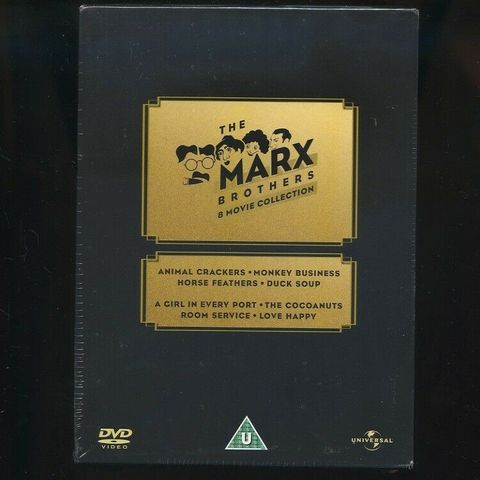 THE
MARX
BROTHERS
8 MOVIE COLLECTION
ANIMAL CRACKERS • MONKEY BUSINESS
HORSE FEATHERS • DUCK SOUP
A GIRL IN EVERY PORT • THE COCOANUTS
ROOM SERVICE • LOVE HAPPY
DVD
VIDEO
U
UNIVERSAL